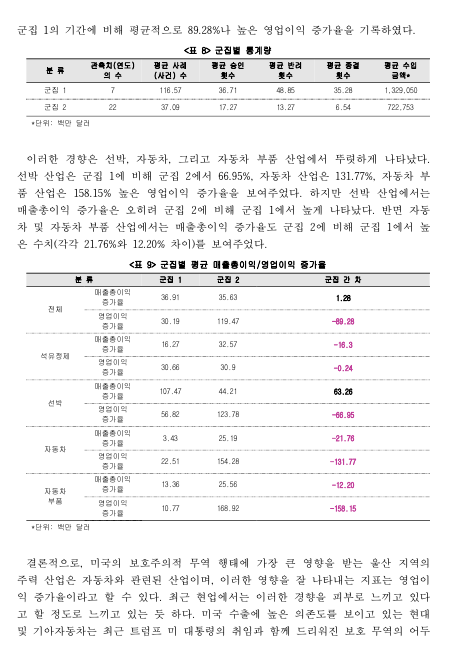 군집 1의 기간에 비해 평균적으로 89.28%나 높은 영업이익 증가율을 기록하였다.
<표 8> 군집별 통계량
분 류 관측치(연도)의 수 평균 사례(사건) 수 평균 승인 횟수 평균 반려 횟수 평균 종결 횟수 평균 수입 금액*
군집 1 7 116.57 36.71 48.85 35.28 1,329,050
군집 2 22 37.09 17.27 13.27 6.54 722,753
*단위: 백만 달러
이러한 경향은 선박, 자동차, 그리고 자동차 부품 산업에서 뚜렷하게 나타났다.
선박 산업은 군집 1에 비해 군집 2에서 66.95%, 자동차 산업은 131.77%, 자동차 부
품 산업은 158.15% 높은 영업이익 증가율을 보여주었다. 하지만 선박 산업에서는
매출총이익 증가율은 오히려 군집 2에 비해 군집 1에서 높게 나타났다. 반면 자동
차 및 자동차 부품 산업에서는 매출총이익 증가율도 군집 2에 비해 군집 1에서 높
은 수치(각각 21.76%와 12.20% 차이)를 보여주었다.
<표 9> 군집별 평균 매출총이익/영업이익 증가율
분 류 군집 1 군집 2 군집 간 차
전체 매출총이익 증가율 36.91 35.63 1.28
영업이익 증가율 30.19 119.47 -89.28
석유정제 매출총이익 증가율 16.27 32.57 -16.3
영업이익 증가율 30.66 30.9 -0.24
선박 매출총이익 증가율 107.47 44.21 63.26
영업이익 증가율 56.82 123.78 -66.95
자동차 매출총이익 증가율 3.43 25.19 -21.76
영업이익 증가율 22.51 154.28 -131.77
자동차 부품 매출총이익 증가율 13.36 25.56 -12.20
영업이익 증가율 10.77 168.92 -158.15
*단위: 백만 달러
결론적으로, 미국의 보호주의적 무역 행태에 가장 큰 영향을 받는 울산 지역의
주력 산업은 자동차와 관련된 산업이며, 이러한 영향을 잘 나타내는 지표는 영업이
익 증가율이라고 할 수 있다. 최근 현업에서는 이러한 경향을 피부로 느끼고 있다
고 할 정도로 느끼고 있는 듯 하다. 미국 수출에 높은 의존도를 보이고 있는 현대
및 기아자동차는 최근 트럼프 미 대통령의 취임과 함께 드리워진 보호 무역의 어두